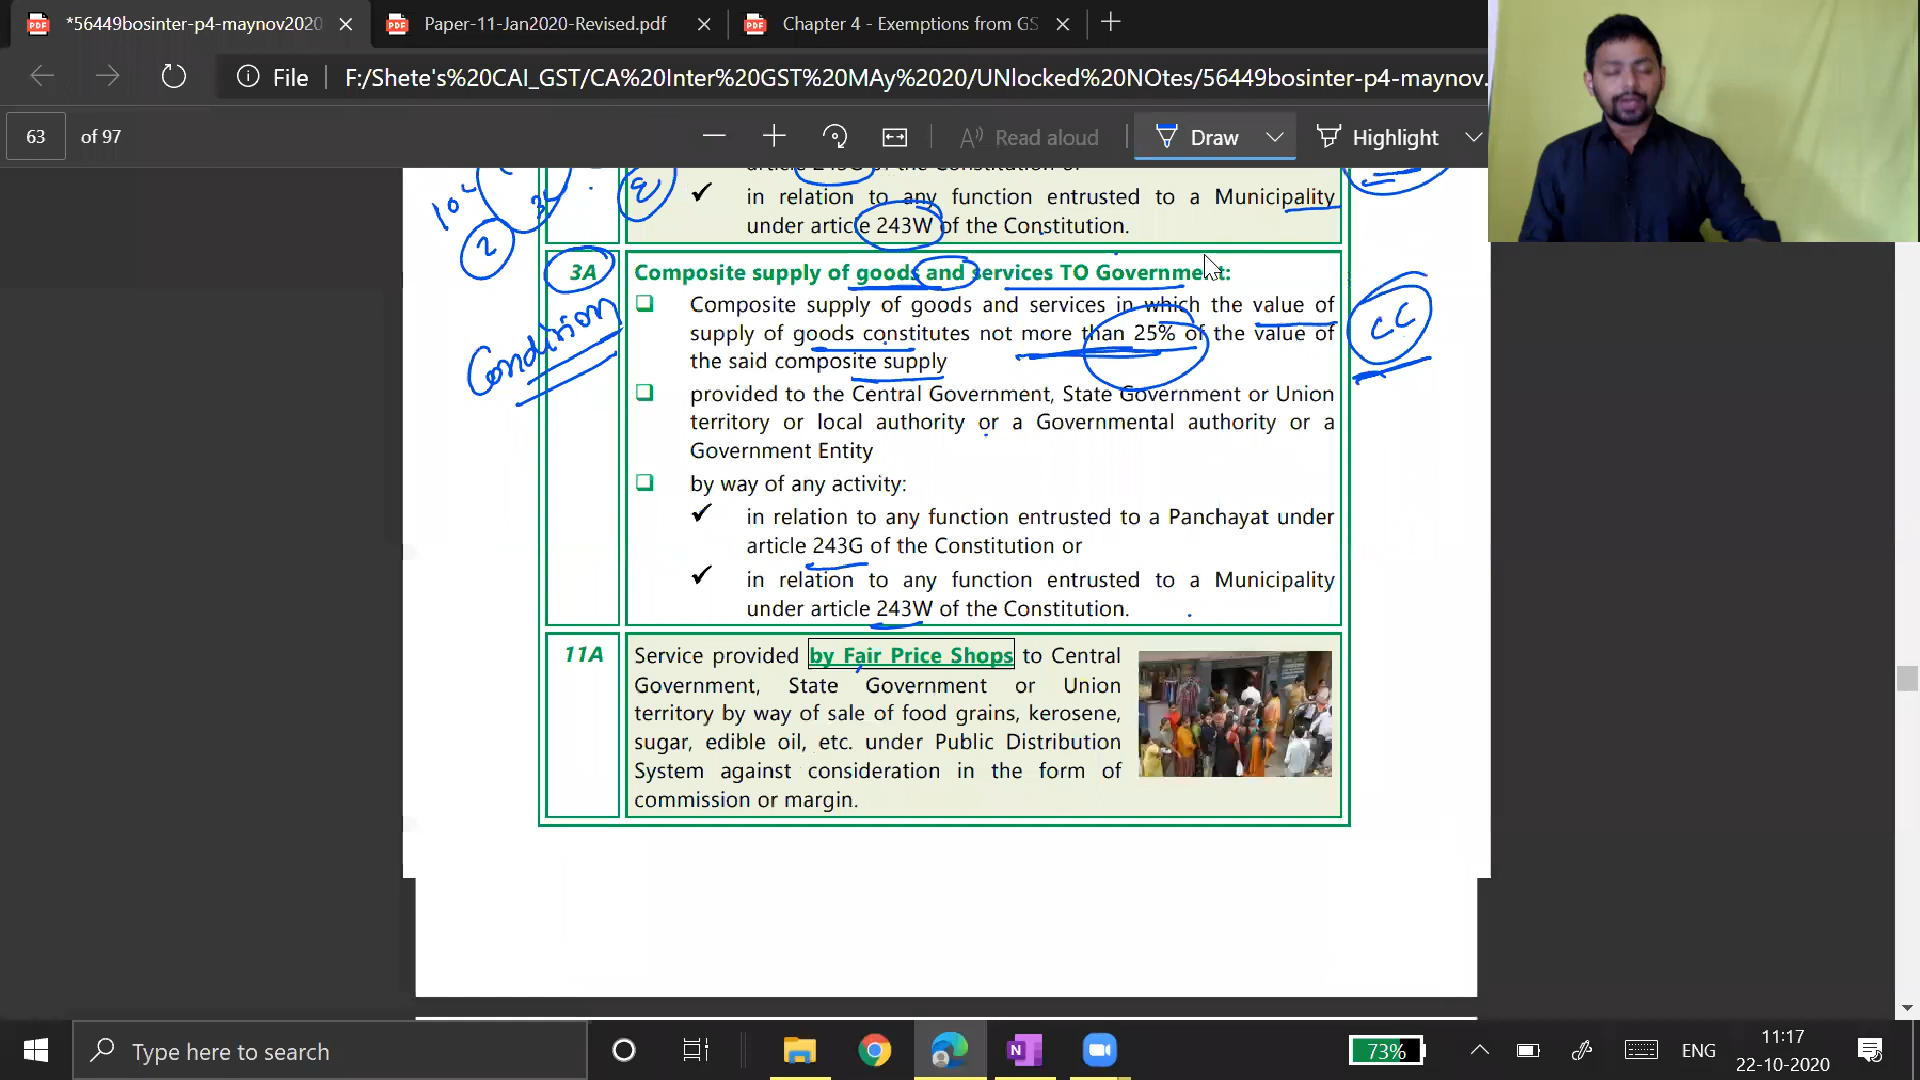 *56449bosinter-p4-maynov2020
Paper-11-Jan2020-Revised.pdf
Chapter 4 - Exemptions from GS
File
F:/Shete's%20CAI_GST/CA%20Inter%20GST%20MAy%2020/UNlocked%20NOtes/56449bosinter-p4-maynov.
63 of 97
Read aloud
Draw
Highlight
in relation to any function entrusted to a Municipality
under article 243W of the Constitution.
2
3A
Composite supply of goods and services TO Government:
Condition
Composite supply of goods and services in which the value of
supply of goods constitutes not more than 25% of the value of
the said composite supply
CC
provided to the Central Government, State Government or Union
territory or local authority or a Governmental authority or a
Government Entity
by way of any activity:
in relation to any function entrusted to a Panchayat under
article 243G of the Constitution or
in relation to any function entrusted to a Municipality
under article 243W of the Constitution.
11A
Service provided by Fair Price Shops to Central
Government, State Government or Union
territory by way of sale of food grains, kerosene,
sugar, edible oil, etc. under Public Distribution
System against consideration in the form of
commission or margin.
Type here to search
73%
ENG
11:17
22-10-2020